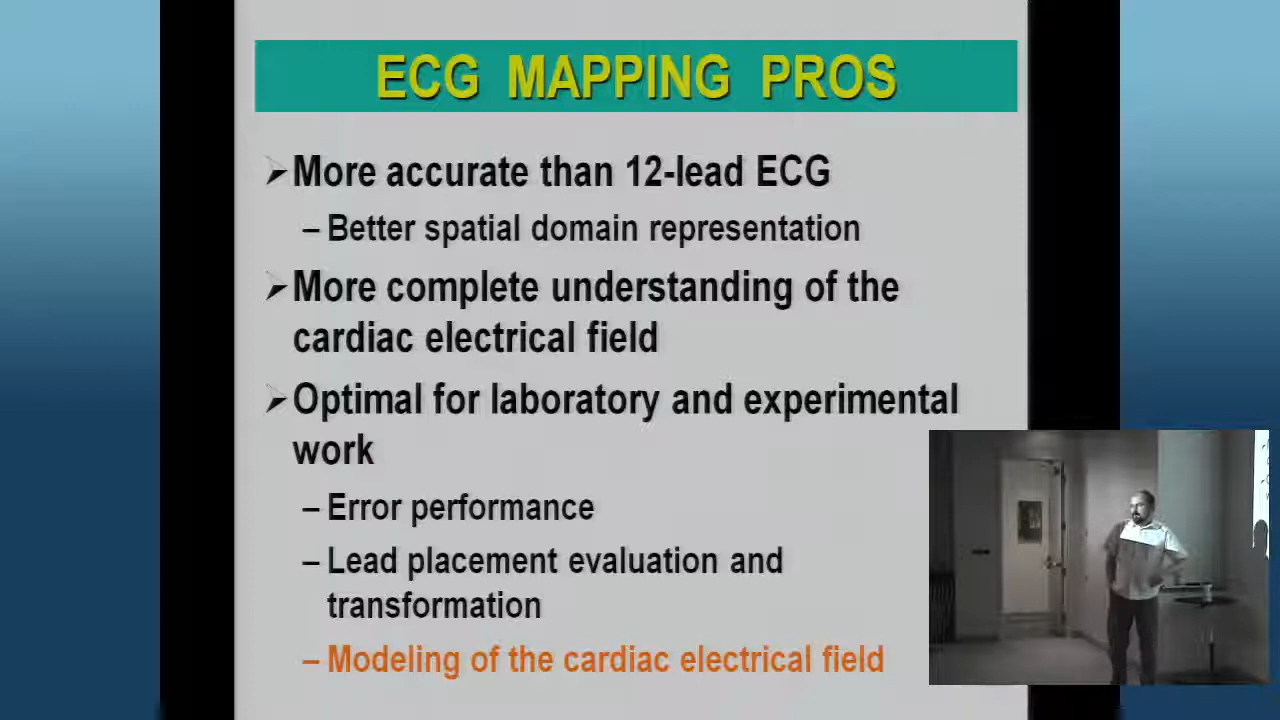 ECG MAPPING PROS
➢More accurate than 12-lead ECG
– Better spatial domain representation
➢More complete understanding of the
cardiac electrical field
➢Optimal for laboratory and experimental
work
– Error performance
– Lead placement evaluation and
transformation
– Modeling of the cardiac electrical field